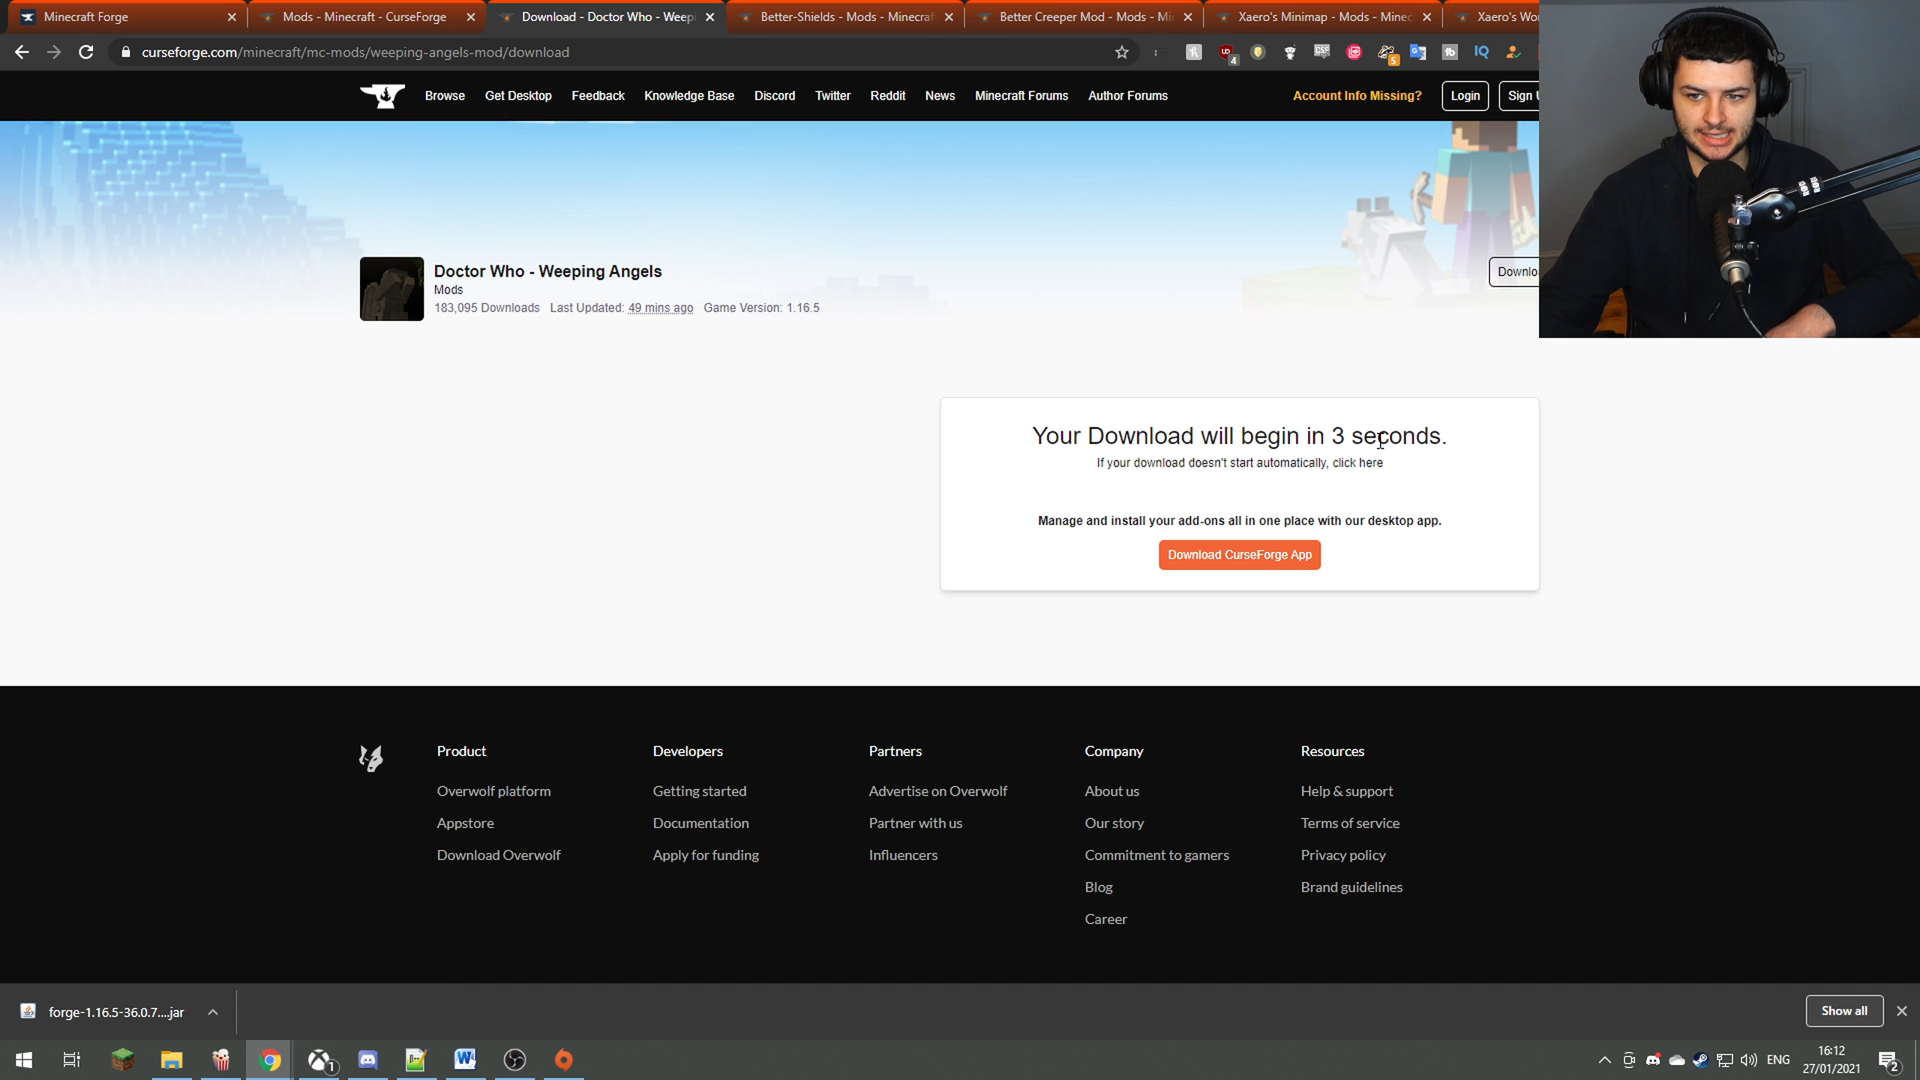 Minecraft Forge
Mods - Minecraft - CurseForge
Download - Doctor Who - Weepi
Better-Shields - Mods - Minecraf
Better Creeper Mod - Mods - Mi
Xaero's Minimap - Mods - Minec
Xaero's Wo
curseforge.com/minecraft/mc-mods/weeping-angels-mod/download
Browse
Get Desktop
Feedback
Knowledge Base
Discord
Twitter
Reddit
News
Minecraft Forums
Author Forums
Account Info Missing?
Login
Sign U
Doctor Who - Weeping Angels
Mods
183,095 Downloads Last Updated: 49 mins ago Game Version: 1.16.5
Downlo
Your Download will begin in 3 seconds.
If your download doesn't start automatically, click here
Manage and install your add-ons all in one place with our desktop app.
Download CurseForge App
Product
Overwolf platform
Appstore
Download Overwolf
Developers
Getting started
Documentation
Apply for funding
Partners
Advertise on Overwolf
Partner with us
Influencers
Company
About us
Our story
Commitment to gamers
Blog
Career
Resources
Help & support
Terms of service
Privacy policy
Brand guidelines
forge-1.16.5-36.0.7....jar
Show all
ENG
16:12
27/01/2021
2